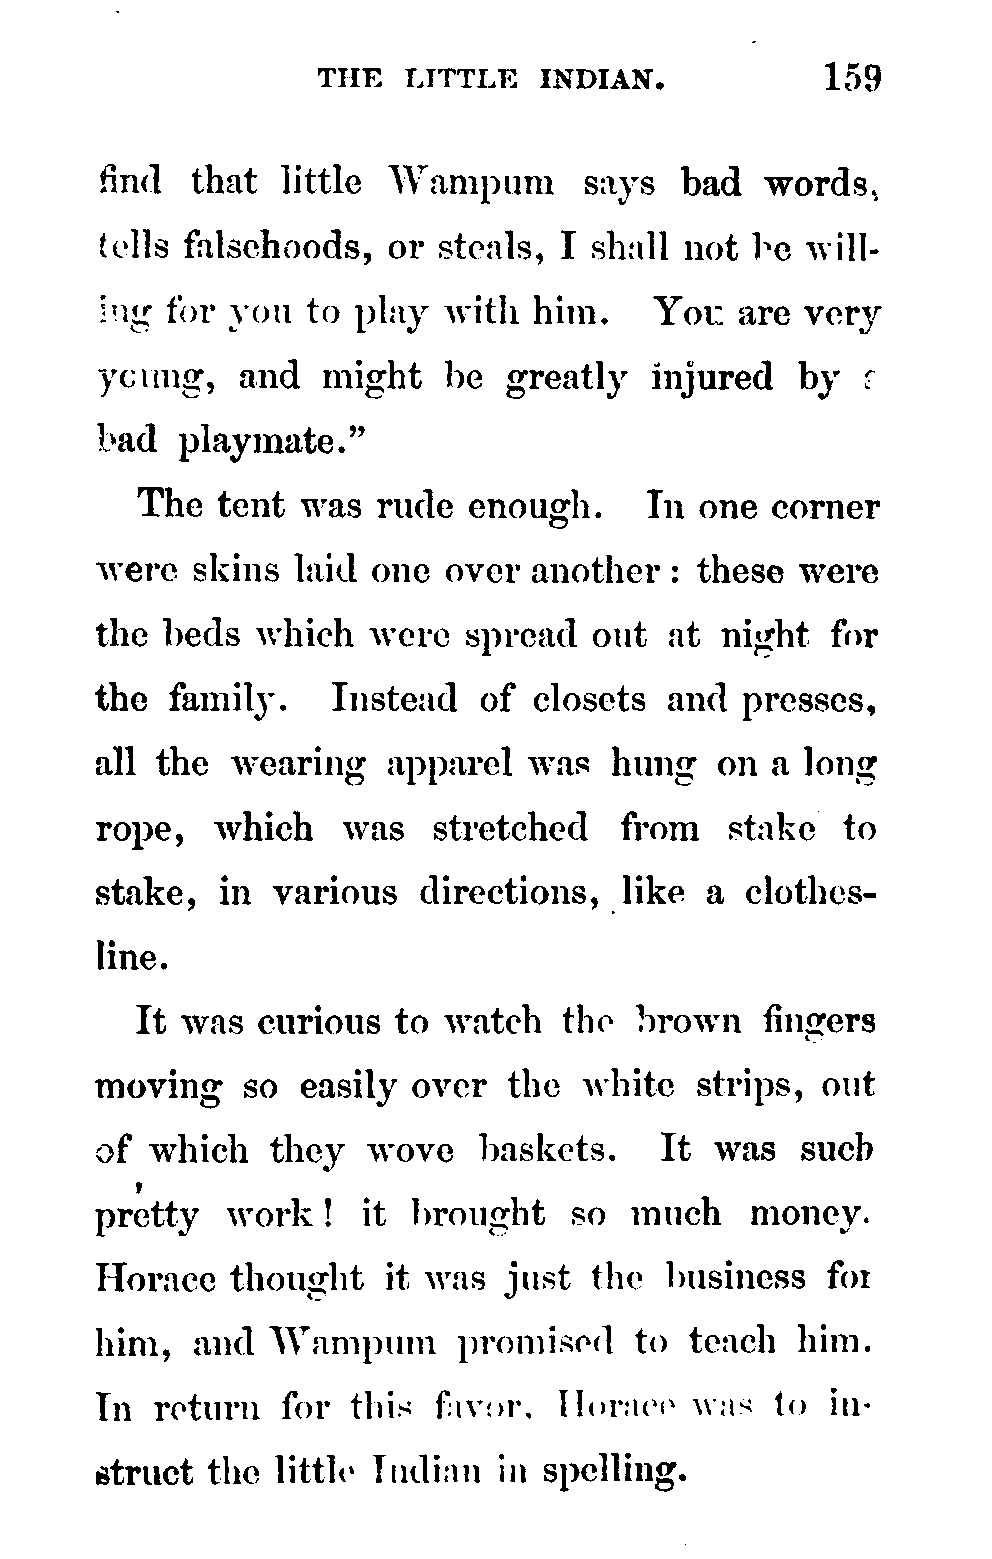 THE LITTLE INDIAN. 159
find that little Wampum says bad words,
tells falsehoods, or steals, I shall not be will-
ing for you to play with him. You are very
young, and might be greatly injured by a
bad playmate.”
The tent was rude enough. In one corner
were skins laid one over another : these were
the beds which were spread out at night for
the family. Instead of closets and presses,
all the wearing apparel was hung on a long
rope, which was stretched from stake to
stake, in various directions, like a clothes-
line.
It was curious to watch the brown fingers
moving so easily over the white strips, out
of which they wove baskets. It was such
pretty work ! it brought so much money.
Horace thought it was just the business for
him, and Wampum promised to teach him.
In return for this favor, Horace was to in-
struct the little Indian in spelling.